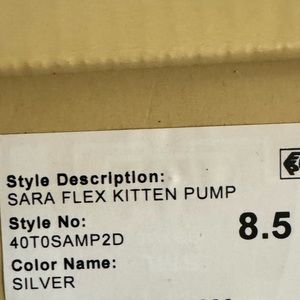 Style Description:
SARA FLEX KITTEN PUMP
Style No:
8.5
40T0SAMP2D
Color Name:
SILVER